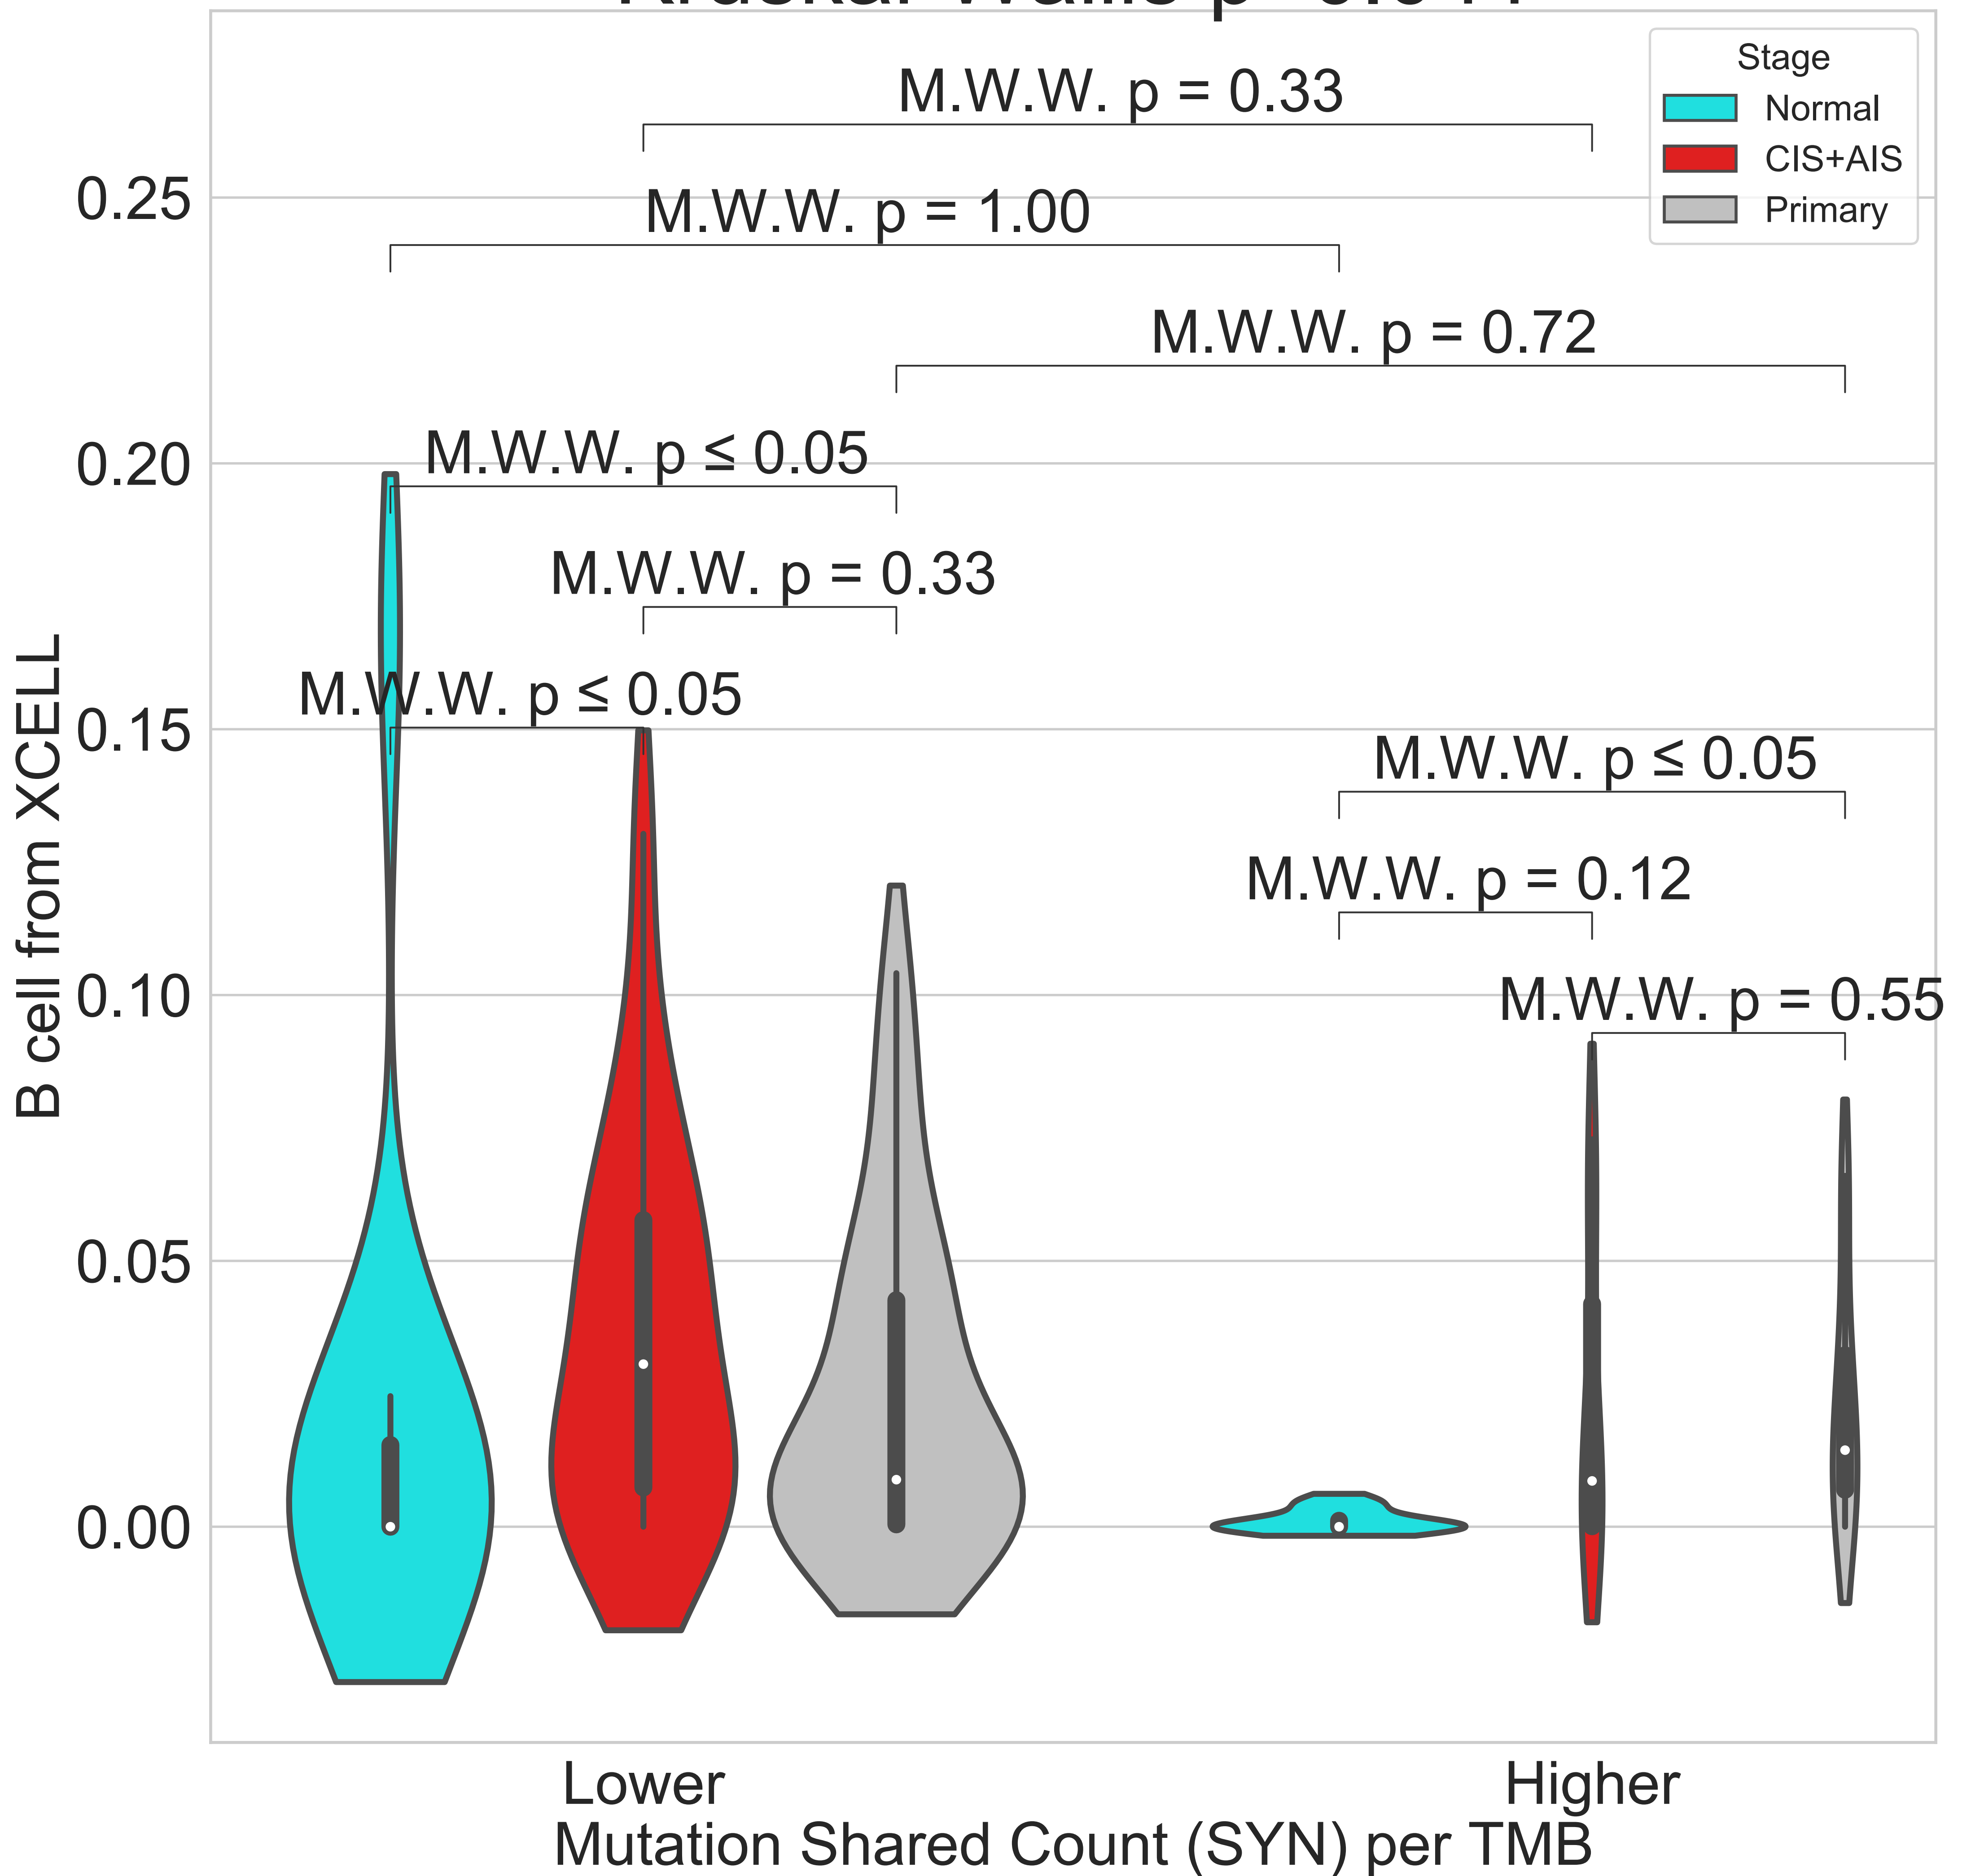 Stage
Normal
CIS+AIS
Primary
M.W.W. p = 0.33
M.W.W. p = 1.00
M.W.W. p = 0.72
M.W.W. p ≤ 0.05
M.W.W. p = 0.33
M.W.W. p ≤ 0.05
M.W.W. p ≤ 0.05
M.W.W. p = 0.12
M.W.W. p = 0.55
0.25
0.20
0.15
0.10
0.05
0.00
B cell from XCELL
Lower
Higher
Mutation Shared Count (SYN) per TMB